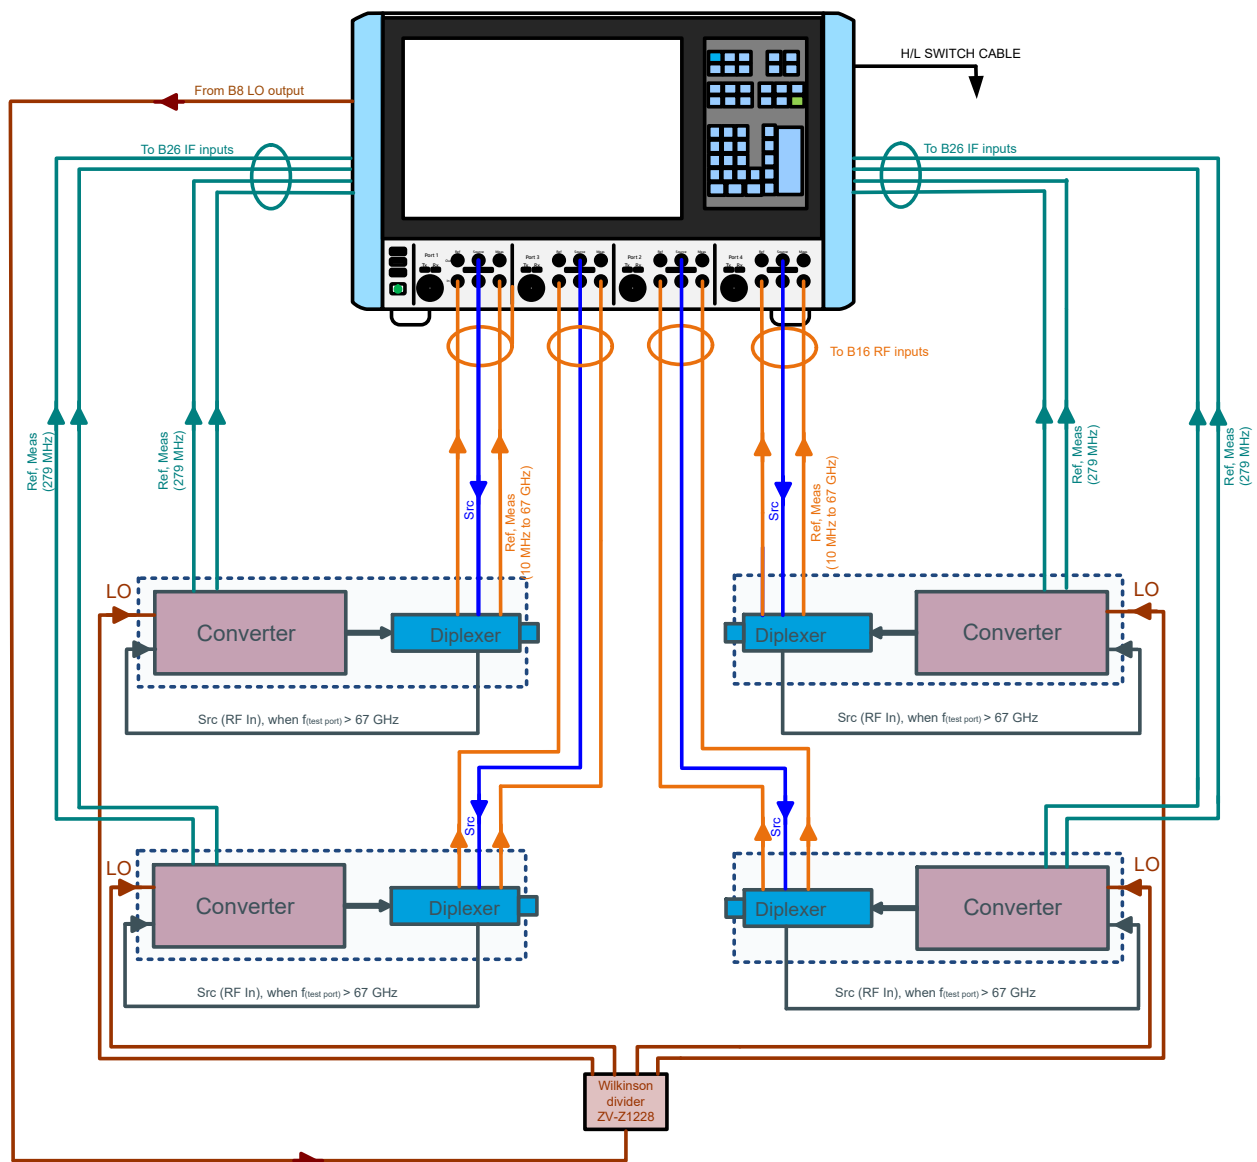 H/L SWITCH CABLE
From B8 LO output
To B26 IF inputs
To B26 IF inputs
Port 1
Port 3
Port 2
Port 4
To B16 RF inputs
Ref, Meas
(279 MHz)
Ref, Meas
(279 MHz)
Src
Ref, Meas
(10 MHz to 67 GHz)
Src
Ref, Meas
(10 MHz to 67 GHz)
Ref, Meas
(279 MHz)
Ref, Meas
(279 MHz)
LO
Converter
Diplexer
Diplexer
Converter
LO
Src (RF In), when f(test port) > 67 GHz
Src (RF In), when f(test port) > 67 GHz
Src
Src
LO
Converter
Diplexer
Diplexer
Converter
LO
Src (RF In), when f(test port) > 67 GHz
Src (RF In), when f(test port) > 67 GHz
Wilkinson
divider
ZV-Z1228